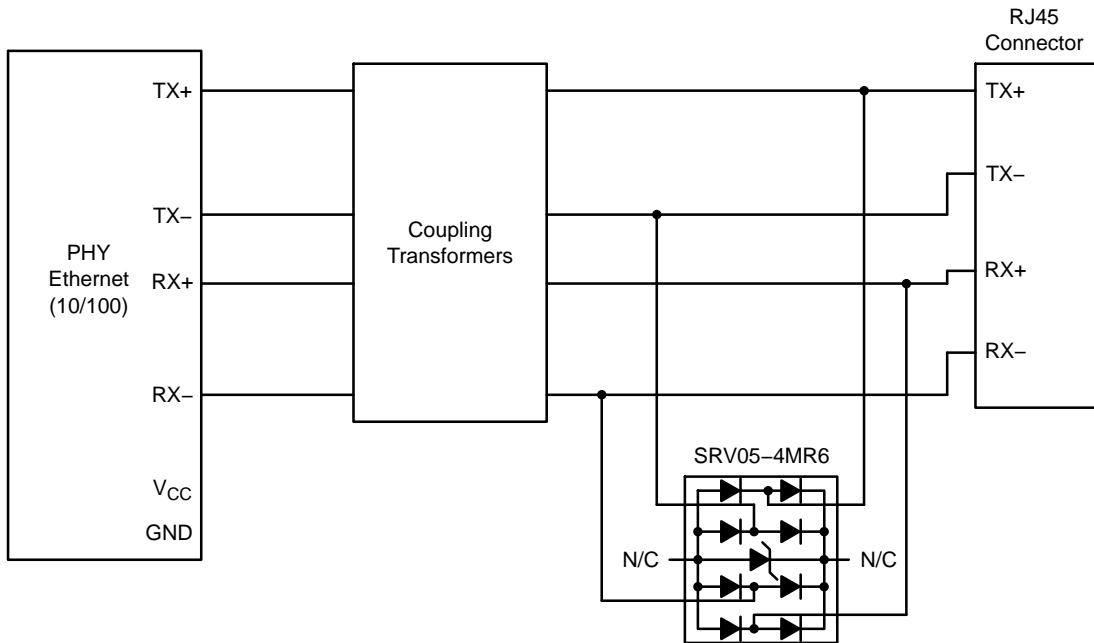 RJ45
Connector
TX+
TX−
PHY
Ethernet
(10/100)
RX+
RX−
VCC
GND
Coupling
Transformers
TX+
TX−
RX+
RX−
SRV05−4MR6
N/C
N/C